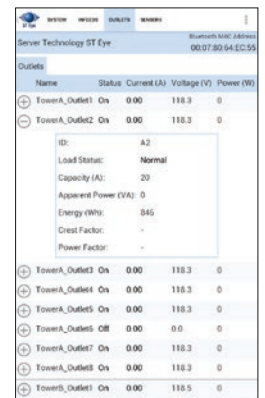 ST Eye SYSTEM INFEEDS OUTLETS SENSORS
Server Technology ST Eye
Bluetooth MAC Address
00:07:80:64:EC:55
Outlets
Name Status Current (A) Voltage (V) Power (W)
TowerA_Outlet1 On 0.00 118.3 0
TowerA_Outlet2 On 0.00 118.3 0
ID: A2
Load Status: Normal
Capacity (A): 20
Apparent Power (VA): 0
Energy (Wh): 846
Crest Factor: -
Power Factor: -
TowerA_Outlet3 On 0.00 118.3 0
TowerA_Outlet4 On 0.00 118.3 0
TowerA_Outlet5 On 0.00 118.3 0
TowerA_Outlet6 Off 0.00 0.0 0
TowerA_Outlet7 On 0.00 118.3 0
TowerA_Outlet8 On 0.00 118.3 0
TowerB_Outlet1 On 0.00 118.5 0